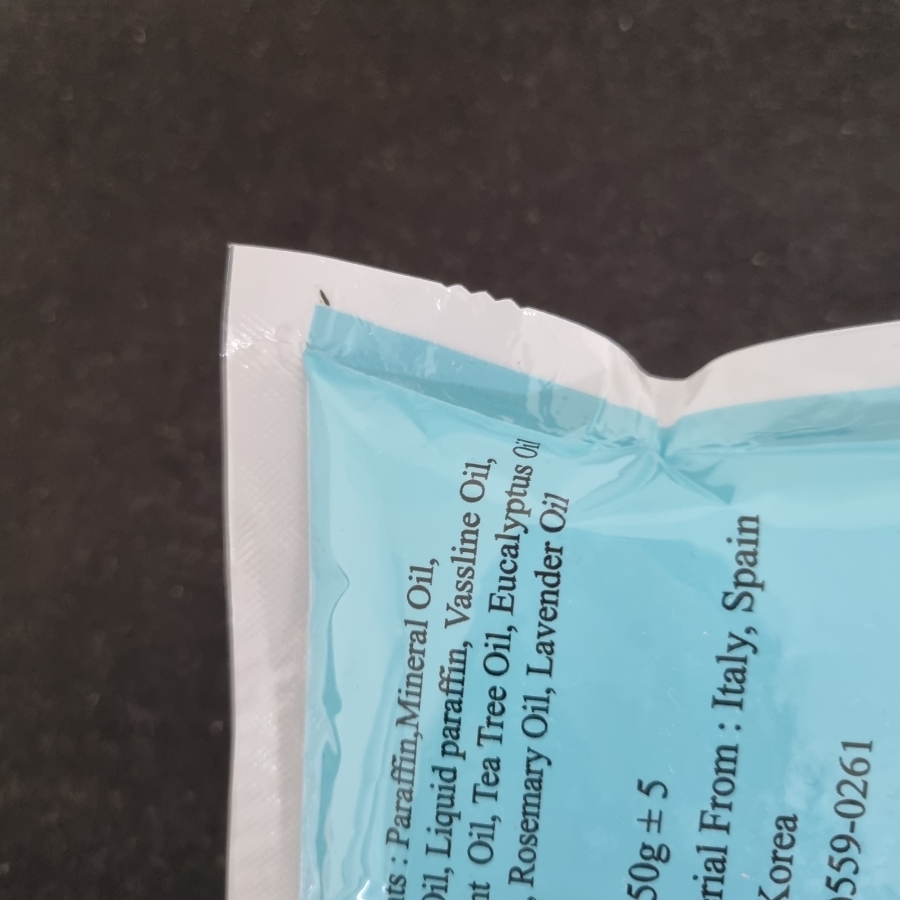 ts : Paraffin,Mineral Oil,
Oil, Liquid paraffin, Vassline Oil,
nt Oil, Tea Tree Oil, Eucalyptus Oil
, Rosemary Oil, Lavender Oil
50g ± 5
rial From : Italy, Spain
Korea
0559-0261